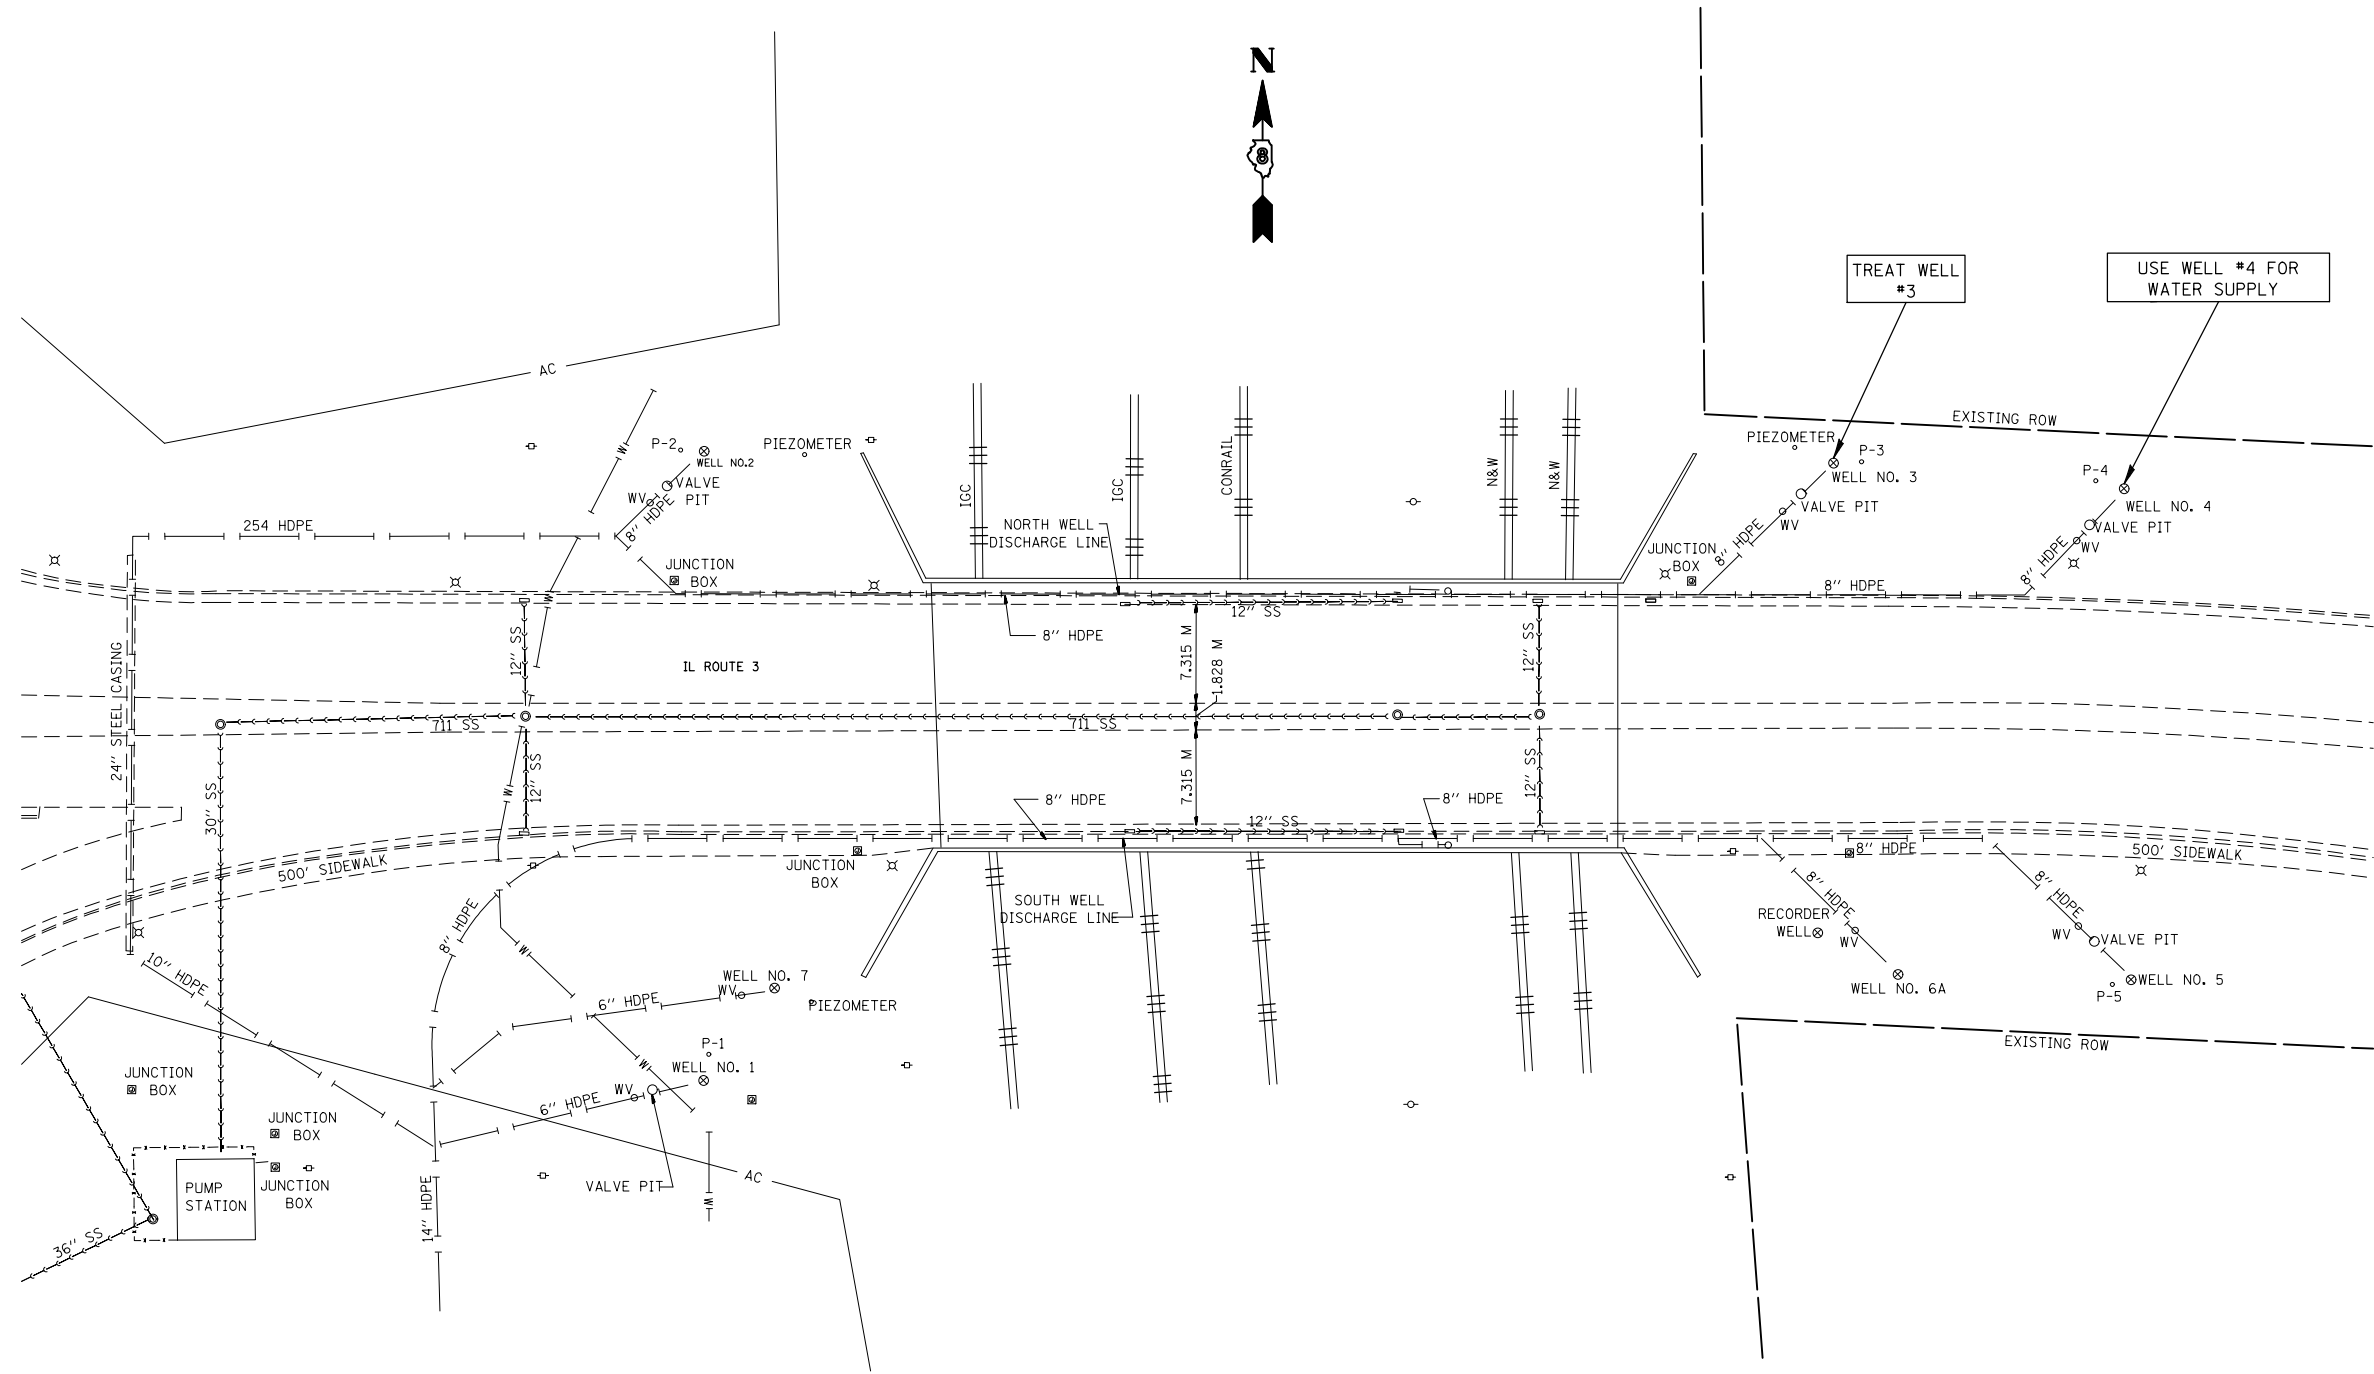 N
8
TREAT WELL
#3
USE WELL #4 FOR
WATER SUPPLY
AC
EXISTING ROW
W
P-2
WELL NO.2
PIEZOMETER
VALVE
PIT
WV
8'' HDPE
IGC
IGC
CONRAIL
N&W
N&W
PIEZOMETER
P-3
WELL NO. 3
VALVE PIT
WV
8'' HDPE
P-4
WELL NO. 4
VALVE PIT
WV
8'' HDPE
254 HDPE
NORTH WELL
DISCHARGE LINE
JUNCTION
BOX
JUNCTION
BOX
8'' HDPE
W
12'' SS
8'' HDPE
12'' SS
IL ROUTE 3
7.315 M
1.828 M
12'' SS
24'' STEEL CASING
711 SS
711 SS
30'' SS
W
12'' SS
7.315 M
12'' SS
8'' HDPE
8'' HDPE
12'' SS
500' SIDEWALK
JUNCTION
BOX
8'' HDPE
500' SIDEWALK
8'' HDPE
W
SOUTH WELL
DISCHARGE LINE
8'' HDPE
RECORDER
WELL
WV
8'' HDPE
WV
VALVE PIT
WELL NO. 6A
WELL NO. 5
P-5
10'' HDPE
WELL NO. 7
WV
6'' HDPE
PIEZOMETER
EXISTING ROW
P-1
WELL NO. 1
W
WV
6'' HDPE
JUNCTION
BOX
JUNCTION
BOX
JUNCTION
BOX
PUMP
STATION
VALVE PIT
AC
W
14'' HDPE
36'' SS